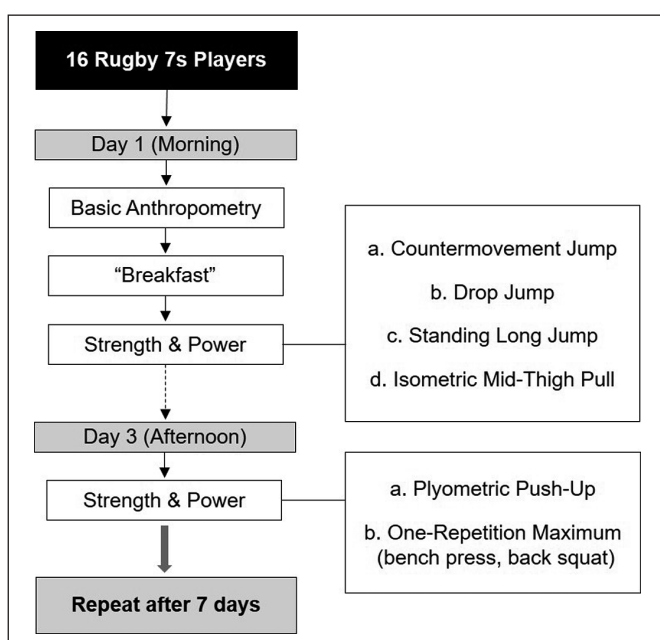 16 Rugby 7s Players
Day 1 (Morning)
Basic Anthropometry
“Breakfast”
Strength & Power
a. Countermovement Jump
b. Drop Jump
c. Standing Long Jump
d. Isometric Mid-Thigh Pull
Day 3 (Afternoon)
Strength & Power
a. Plyometric Push-Up
b. One-Repetition Maximum
(bench press, back squat)
Repeat after 7 days